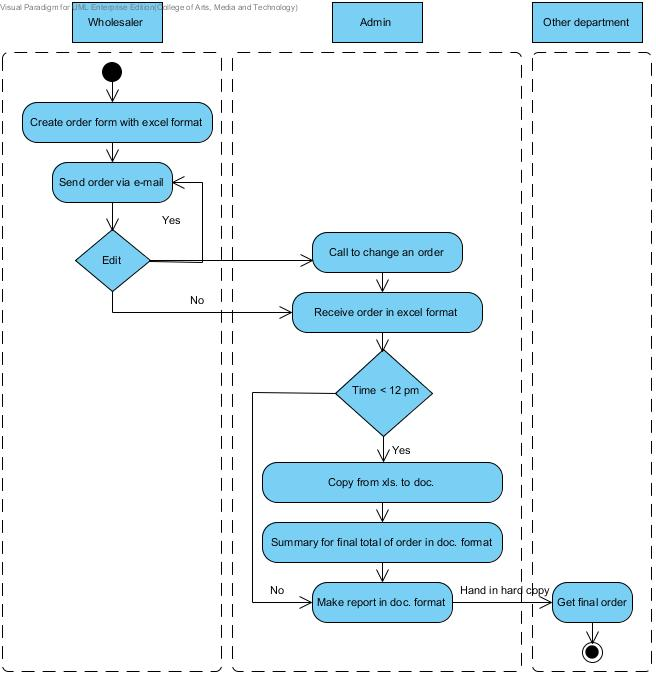 Visual Paradigm for UML Enterprise Edition(College of Arts, Media and Technology)
Wholesaler
Admin
Other department
Create order form with excel format
Send order via e-mail
Yes
Edit
Call to change an order
No
Receive order in excel format
Time < 12 pm
Yes
Copy from xls. to doc.
Summary for final total of order in doc. format
No
Make report in doc. format
Hand in hard copy
Get final order